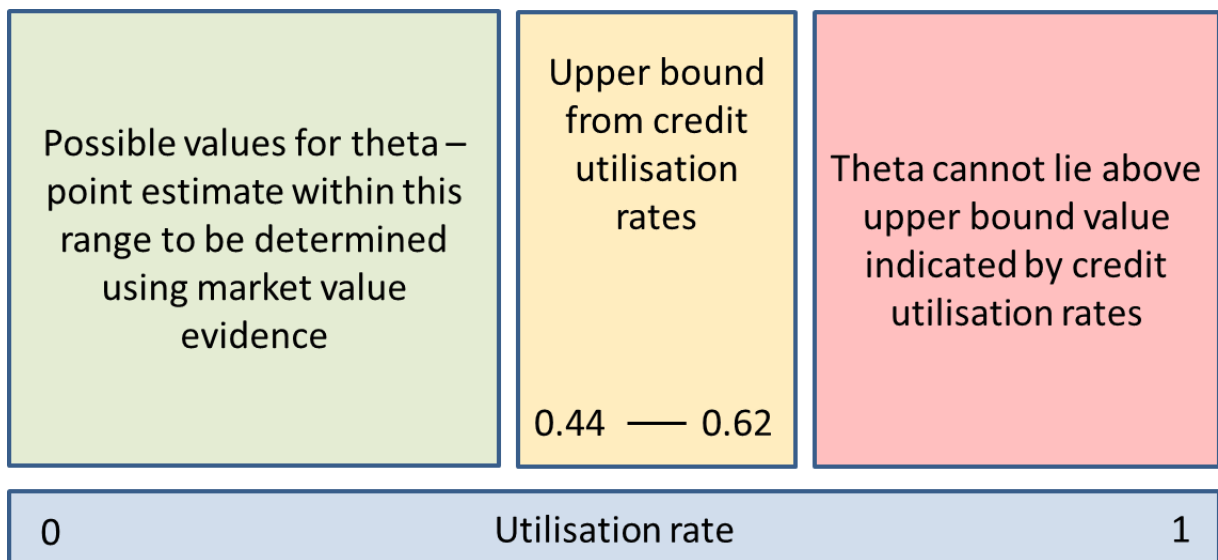 Possible values for theta –
point estimate within this
range to be determined
using market value
evidence
Upper bound
from credit
utilisation
rates
0.44 — 0.62
Theta cannot lie above
upper bound value
indicated by credit
utilisation rates
0 Utilisation rate 1